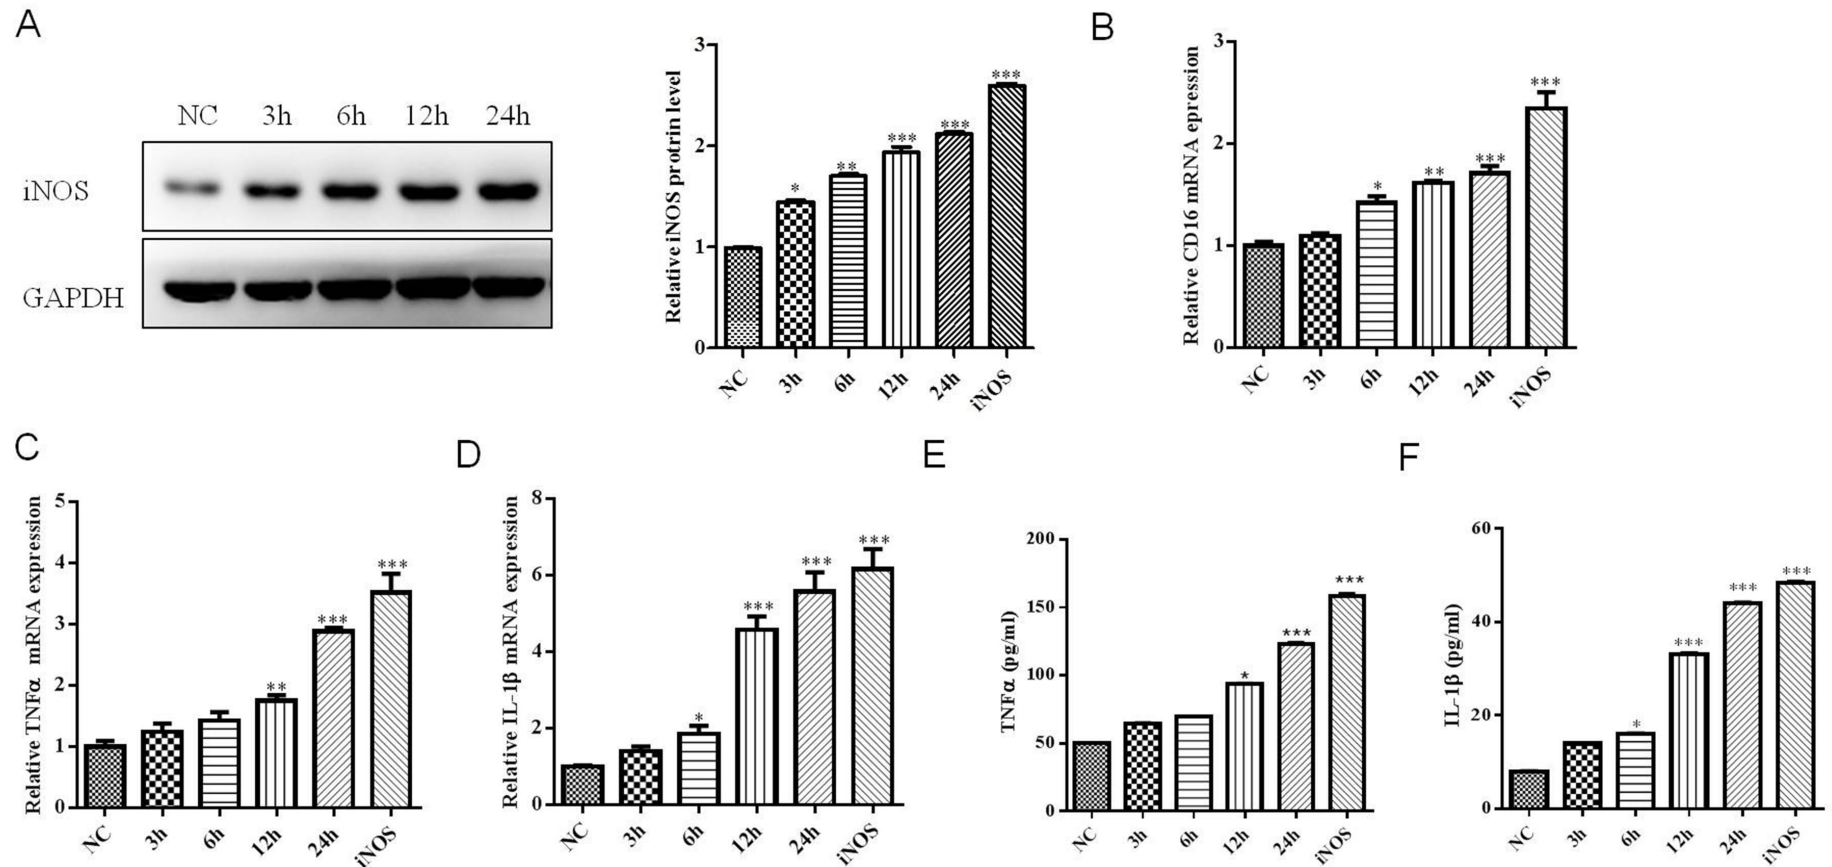 A
NC 3h 6h 12h 24h
iNOS
GAPDH
Relative iNOS protrin level
3
2
1
0
* ** *** *** ***
NC 3h 6h 12h 24h iNOS
B
Relative CD16 mRNA epression
3
2
1
0
* ** *** ***
NC 3h 6h 12h 24h iNOS
C
Relative TNFα mRNA expression
5
4
3
2
1
0
** *** ***
NC 3h 6h 12h 24h iNOS
D
Relative IL-1β mRNA expression
8
6
4
2
0
* *** *** ***
NC 3h 6h 12h 24h iNOS
E
TNFα (pg/ml)
200
150
100
50
0
* *** ***
NC 3h 6h 12h 24h iNOS
F
IL-1β (pg/ml)
60
40
20
0
* *** *** ***
NC 3h 6h 12h 24h iNOS